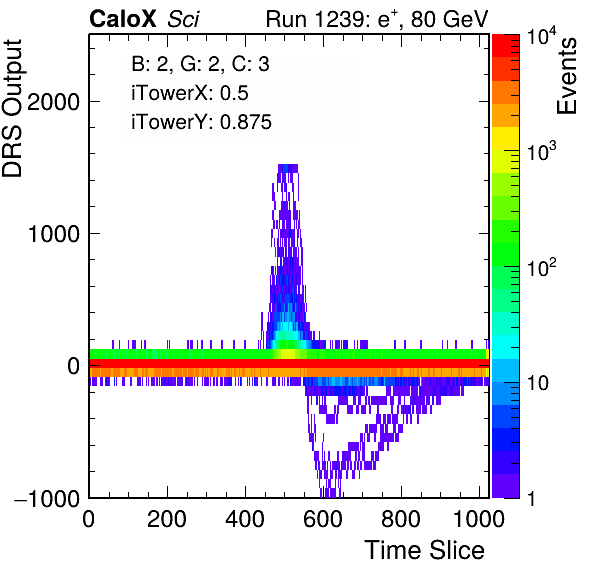 CaloX Sci
Run 1239: e⁺, 80 GeV
B: 2, G: 2, C: 3
iTowerX: 0.5
iTowerY: 0.875
DRS Output
2000
1000
0
−1000
0 200 400 600 800 1000
Time Slice
10⁴
10³
10²
10
1
Events